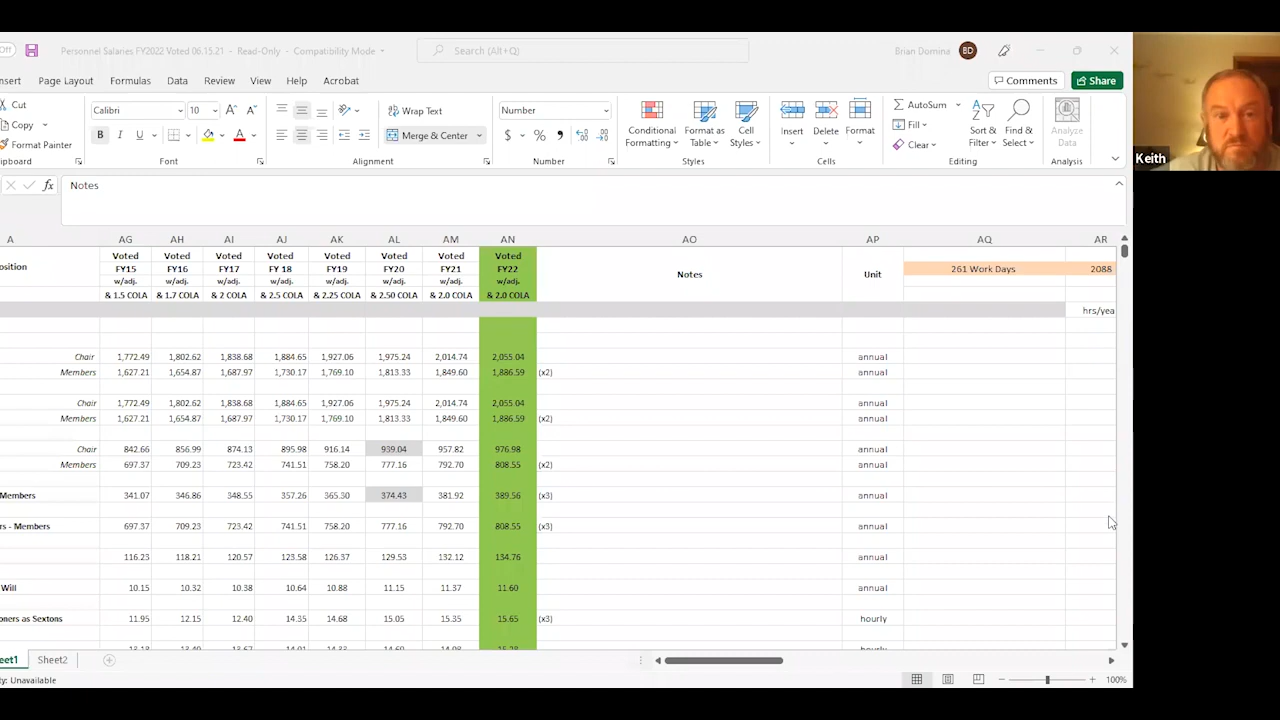 Off Personnel Salaries FY2022 Voted 06.15.21 - Read-Only - Compatibility Mode Search (Alt+Q) Brian Domina BD
nsert Page Layout Formulas Data Review View Help Acrobat Comments Share
Cut Calibri 10 A A Wrap Text Number AutoSum
Copy Fill
Format Painter B I U A Merge & Center $ % , Conditional Formatting Format as Table Cell Styles Insert Delete Format Clear Sort & Filter Find & Select Analyze Data
lipboard Font Alignment Number Styles Cells Editing Analysis
Keith
fx Notes
A AG AH AI AJ AK AL AM AN AO AP AQ AR
Voted Voted Voted Voted Voted Voted Voted Voted
osition FY15 FY16 FY17 FY 18 FY19 FY20 FY21 FY22 Notes Unit 261 Work Days 2088
w/adj. w/adj. w/adj. w/adj. w/adj. w/adj. w/adj. w/adj.
& 1.5 COLA & 1.7 COLA & 2 COLA & 2.5 COLA & 2.25 COLA & 2.50 COLA & 2.0 COLA & 2.0 COLA
hrs/yea
Chair 1,772.49 1,802.62 1,838.68 1,884.65 1,927.06 1,975.24 2,014.74 2,055.04 annual
Members 1,627.21 1,654.87 1,687.97 1,730.17 1,769.10 1,813.33 1,849.60 1,886.59 (x2) annual
Chair 1,772.49 1,802.62 1,838.68 1,884.65 1,927.06 1,975.24 2,014.74 2,055.04 annual
Members 1,627.21 1,654.87 1,687.97 1,730.17 1,769.10 1,813.33 1,849.60 1,886.59 (x2) annual
Chair 842.66 856.99 874.13 895.98 916.14 939.04 957.82 976.98 annual
Members 697.37 709.23 723.42 741.51 758.20 777.16 792.70 808.55 (x2) annual
Members 341.07 346.86 348.55 357.26 365.30 374.43 381.92 389.56 (x3) annual
rs - Members 697.37 709.23 723.42 741.51 758.20 777.16 792.70 808.55 (x3) annual
116.23 118.21 120.57 123.58 126.37 129.53 132.12 134.76 annual
Will 10.15 10.32 10.38 10.64 10.88 11.15 11.37 11.60 annual
oners as Sextons 11.95 12.15 12.40 14.35 14.68 15.05 15.35 15.65 (x3) hourly
eet1 Sheet2
ty: Unavailable 100%